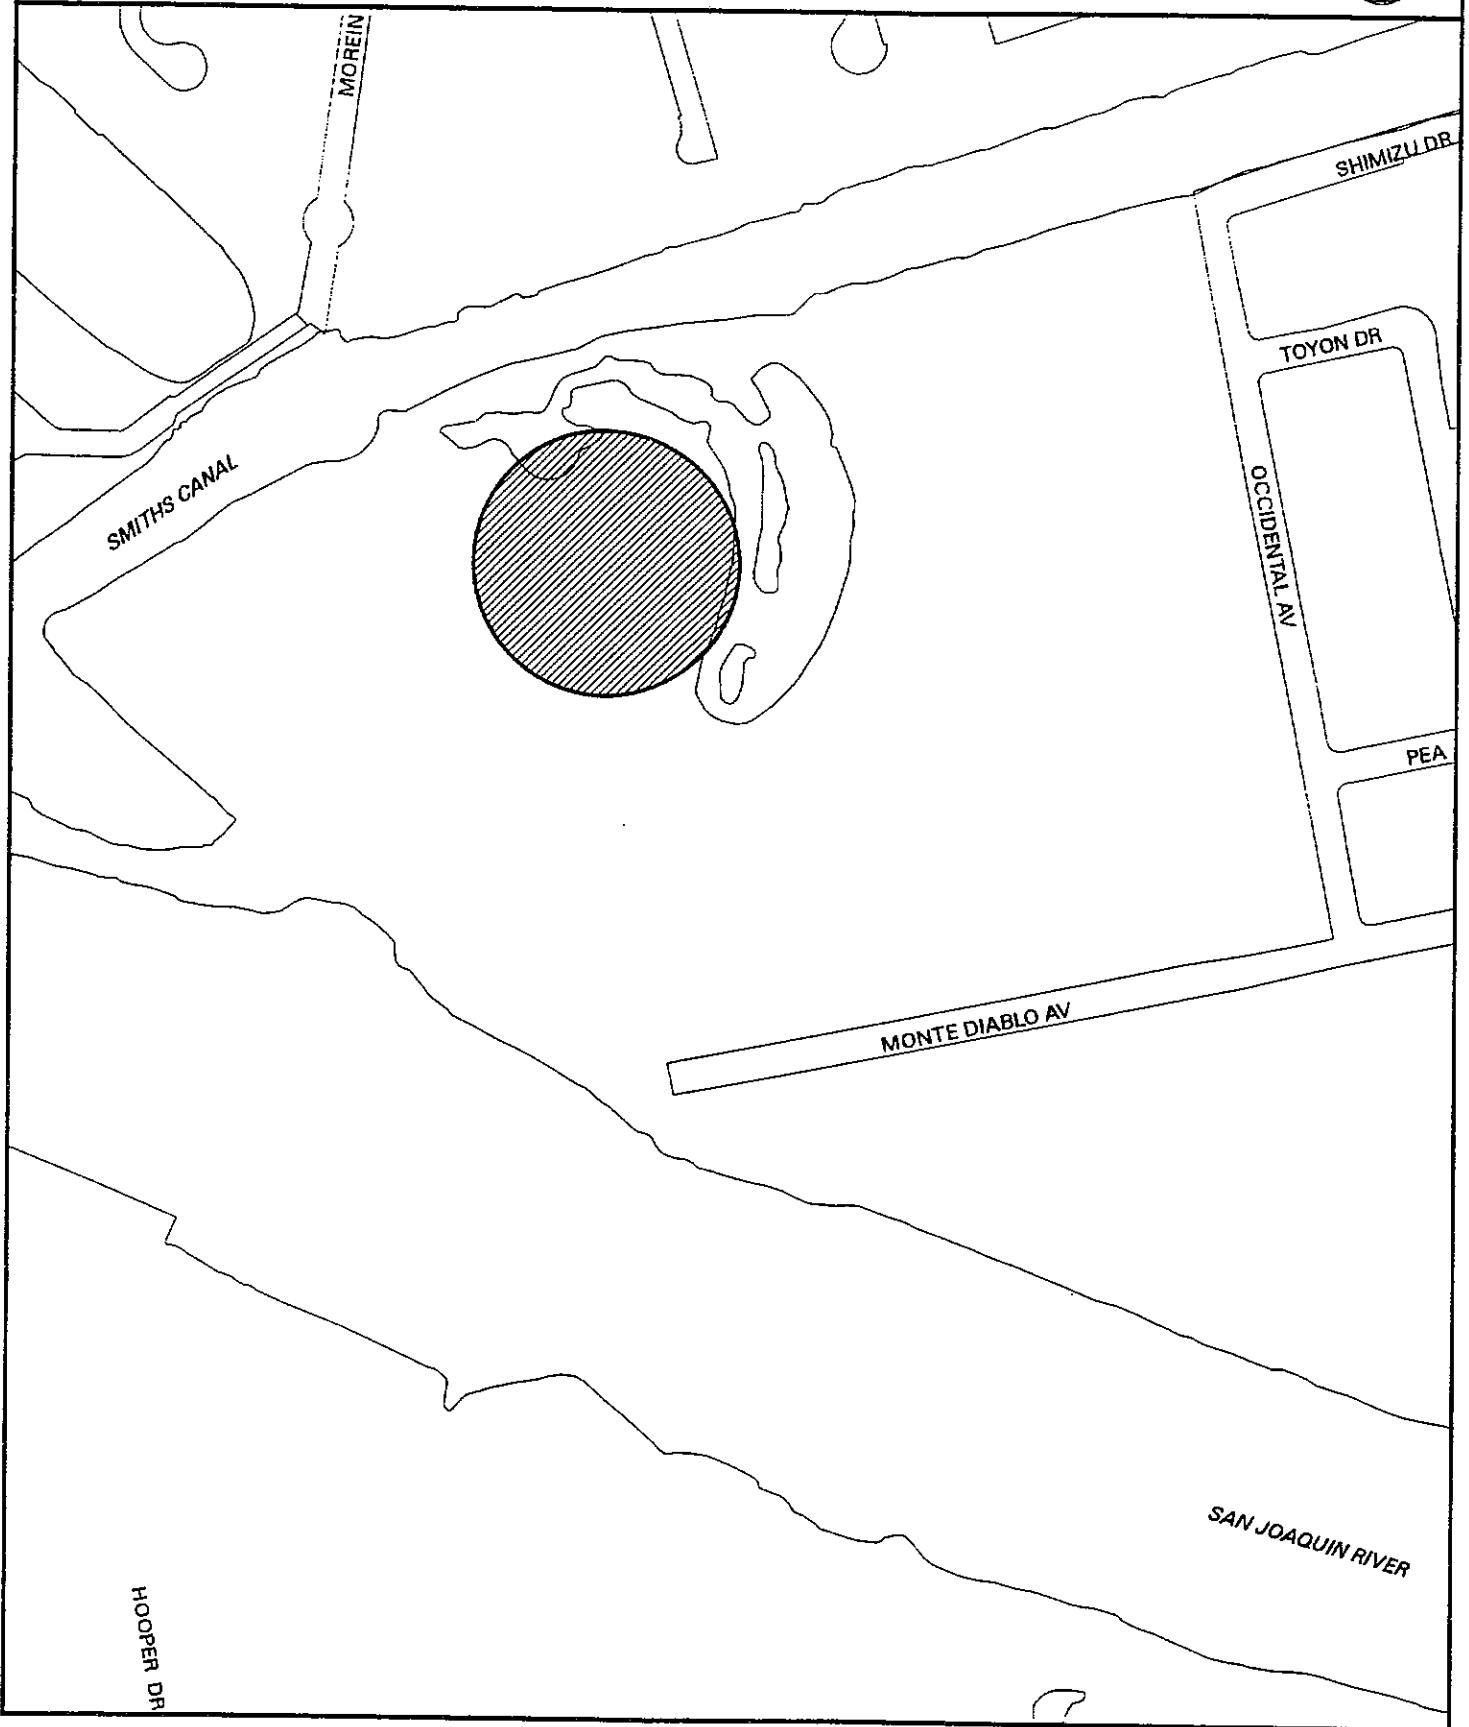 MOREIN
SHIMIZU DR
TOYON DR
SMITHS CANAL
OCCIDENTAL AV
PEA
MONTE DIABLO AV
SAN JOAQUIN RIVER
HOOPER DR